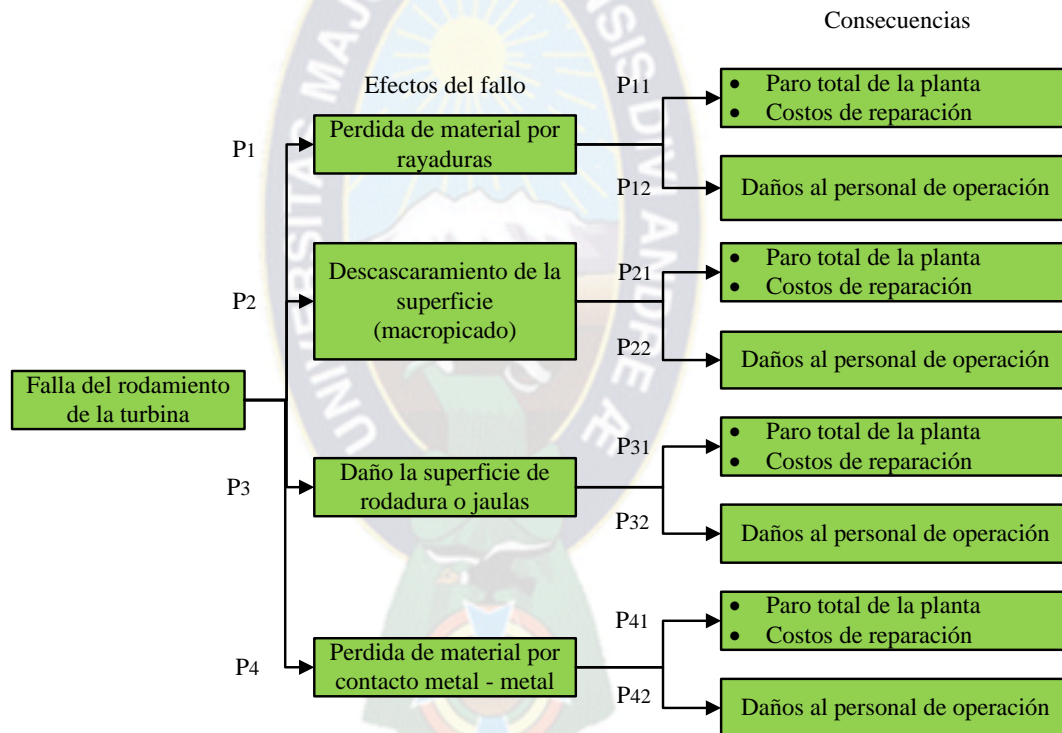 Consecuencias
Efectos del fallo
Falla del rodamiento
de la turbina
P1
Perdida de material por
rayaduras
P11
• Paro total de la planta
• Costos de reparación
P12
Daños al personal de operación
P2
Descascaramiento de la
superficie
(macropicado)
P21
• Paro total de la planta
• Costos de reparación
P22
Daños al personal de operación
P3
Daño la superficie de
rodadura o jaulas
P31
• Paro total de la planta
• Costos de reparación
P32
Daños al personal de operación
P4
Perdida de material por
contacto metal - metal
P41
• Paro total de la planta
• Costos de reparación
P42
Daños al personal de operación
UNIVERSITAS MAJOR
ENSIS DIVI ANDRE Æ